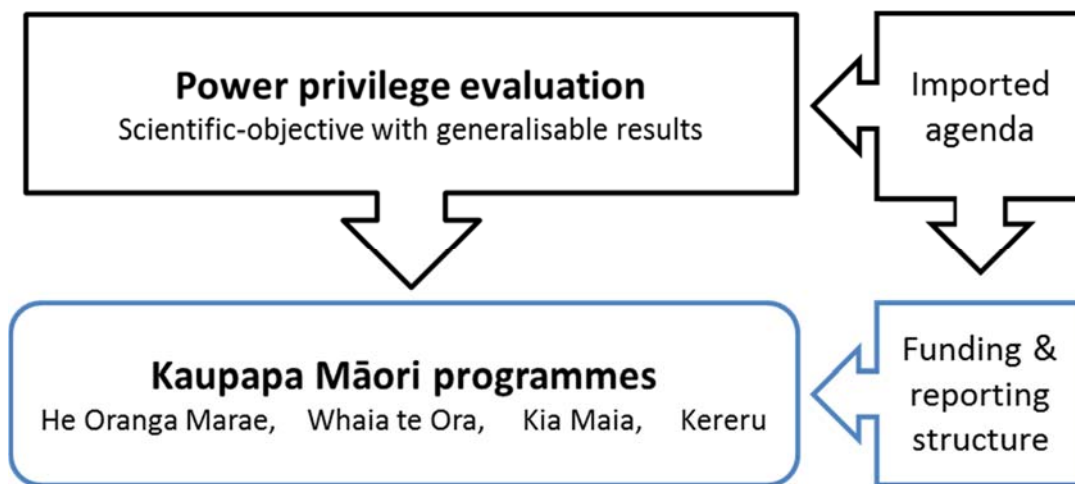 Power privilege evaluation
Scientific-objective with generalisable results
Imported
agenda
Kaupapa Māori programmes
He Oranga Marae, Whaia te Ora, Kia Maia, Kereru
Funding &
reporting
structure